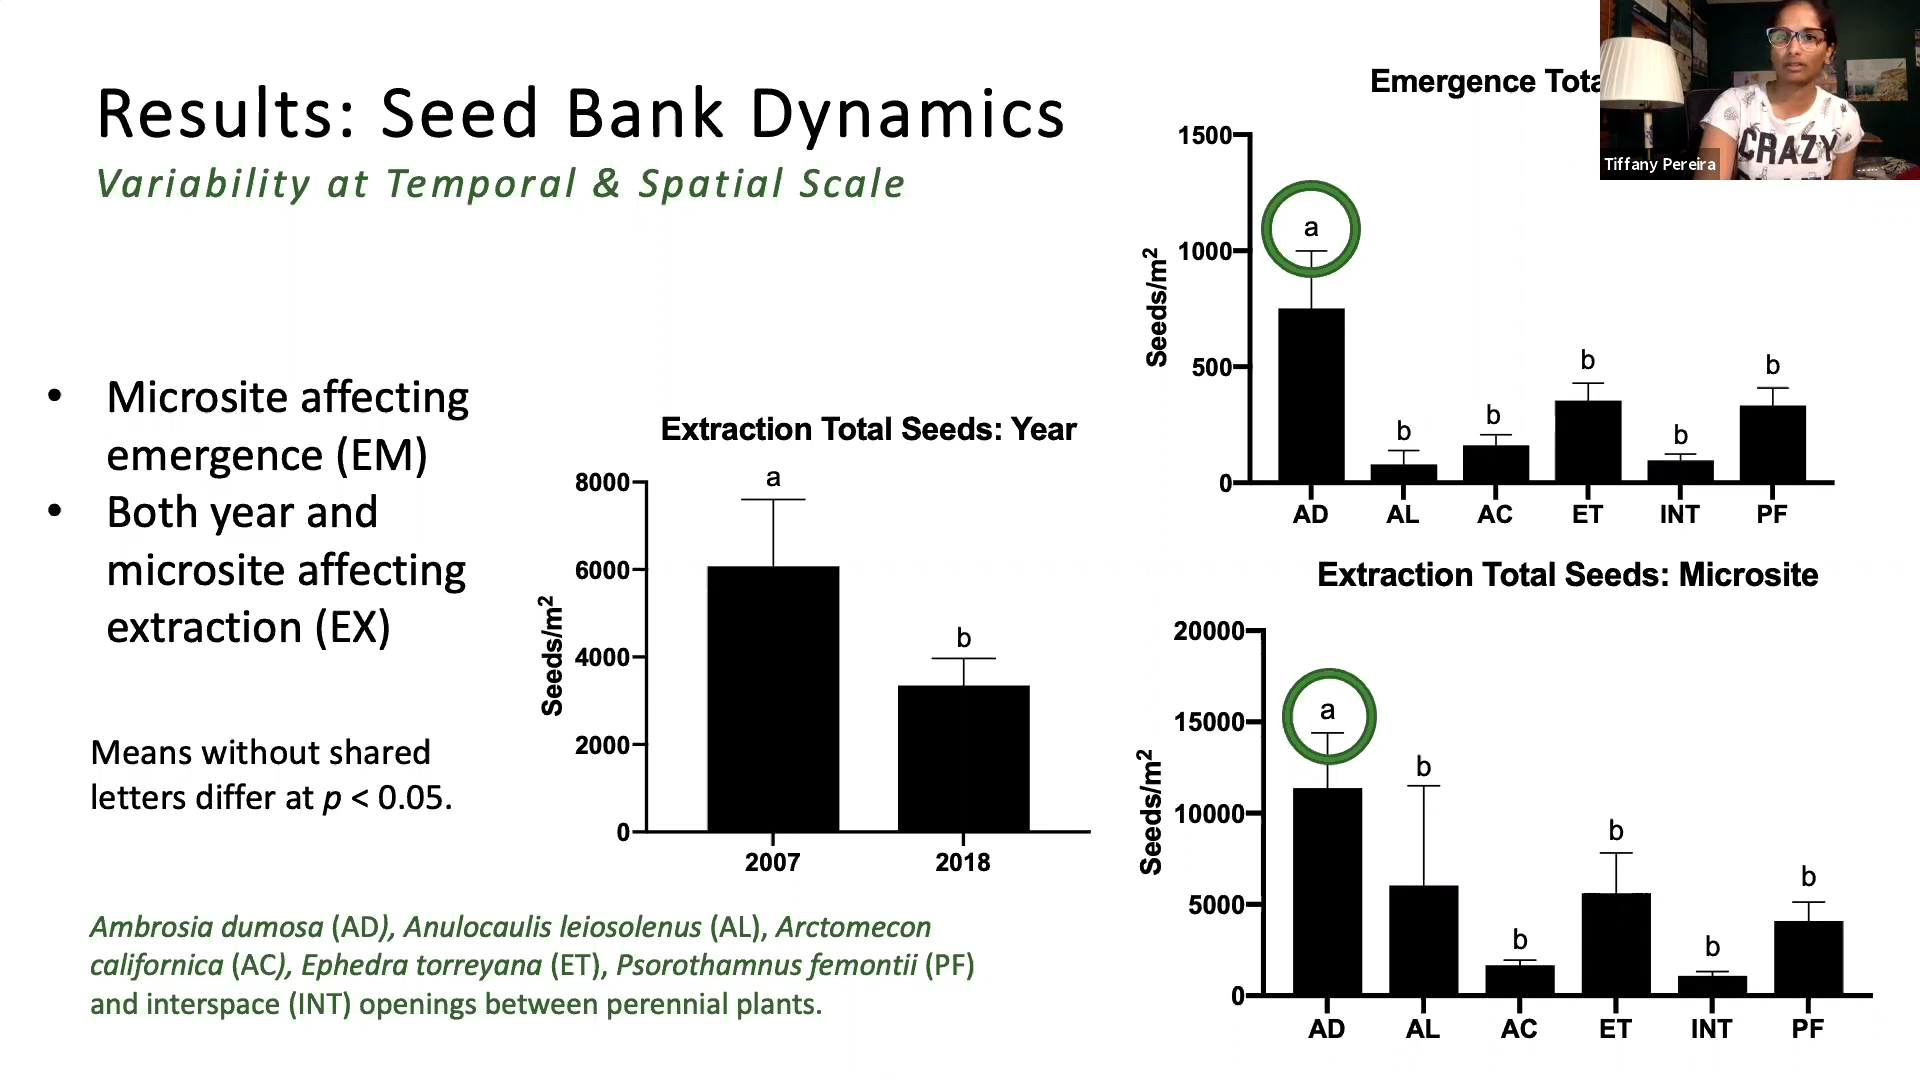 Results: Seed Bank Dynamics
Variability at Temporal & Spatial Scale
• Microsite affecting
emergence (EM)
• Both year and
microsite affecting
extraction (EX)
Means without shared
letters differ at p < 0.05.
Ambrosia dumosa (AD), Anulocaulis leiosolenus (AL), Arctomecon
californica (AC), Ephedra torreyana (ET), Psorothamnus femontii (PF)
and interspace (INT) openings between perennial plants.
Extraction Total Seeds: Year
Seeds/m²
8000
6000
4000
2000
0
a
b
2007 2018
Emergence Tota
Seeds/m²
1500
1000
500
0
a
b
b
b
b
b
AD AL AC ET INT PF
Extraction Total Seeds: Microsite
Seeds/m²
20000
15000
10000
5000
0
a
b
b
b
b
b
AD AL AC ET INT PF
CRAZY
Tiffany Pereira